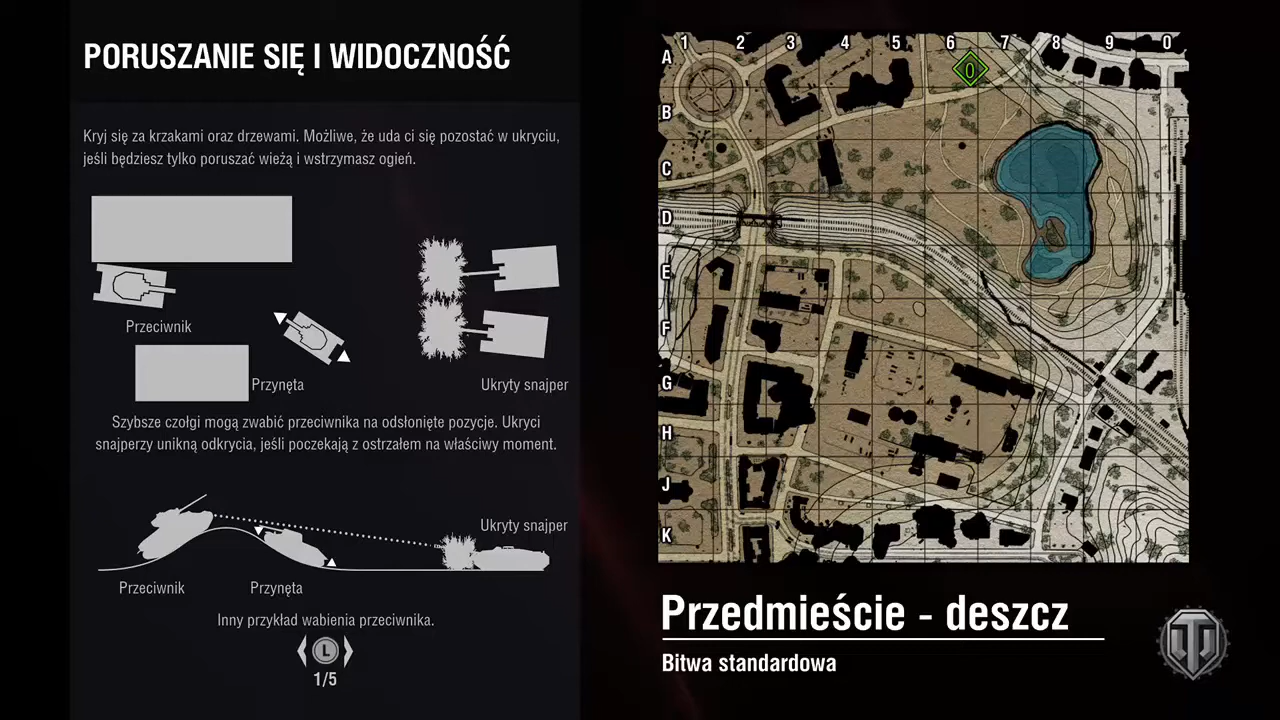 PORUSZANIE SIĘ I WIDOCZNOŚĆ
Kryj się za krzakami oraz drzewami. Możliwe, że uda ci się pozostać w ukryciu,
jeśli będziesz tylko poruszać wieżą i wstrzymasz ogień.
Przeciwnik
Przynęta
Ukryty snajper
Szybsze czołgi mogą zwabić przeciwnika na odsłonięte pozycje. Ukryci
snajperzy unikną odkrycia, jeśli poczekają z ostrzałem na właściwy moment.
Ukryty snajper
Przeciwnik
Przynęta
Inny przykład wabienia przeciwnika.
L
1/5
1 2 3 4 5 6 7 8 9 0
A
0
B
C
D
E
F
G
H
J
K
Przedmieście - deszcz
Bitwa standardowa